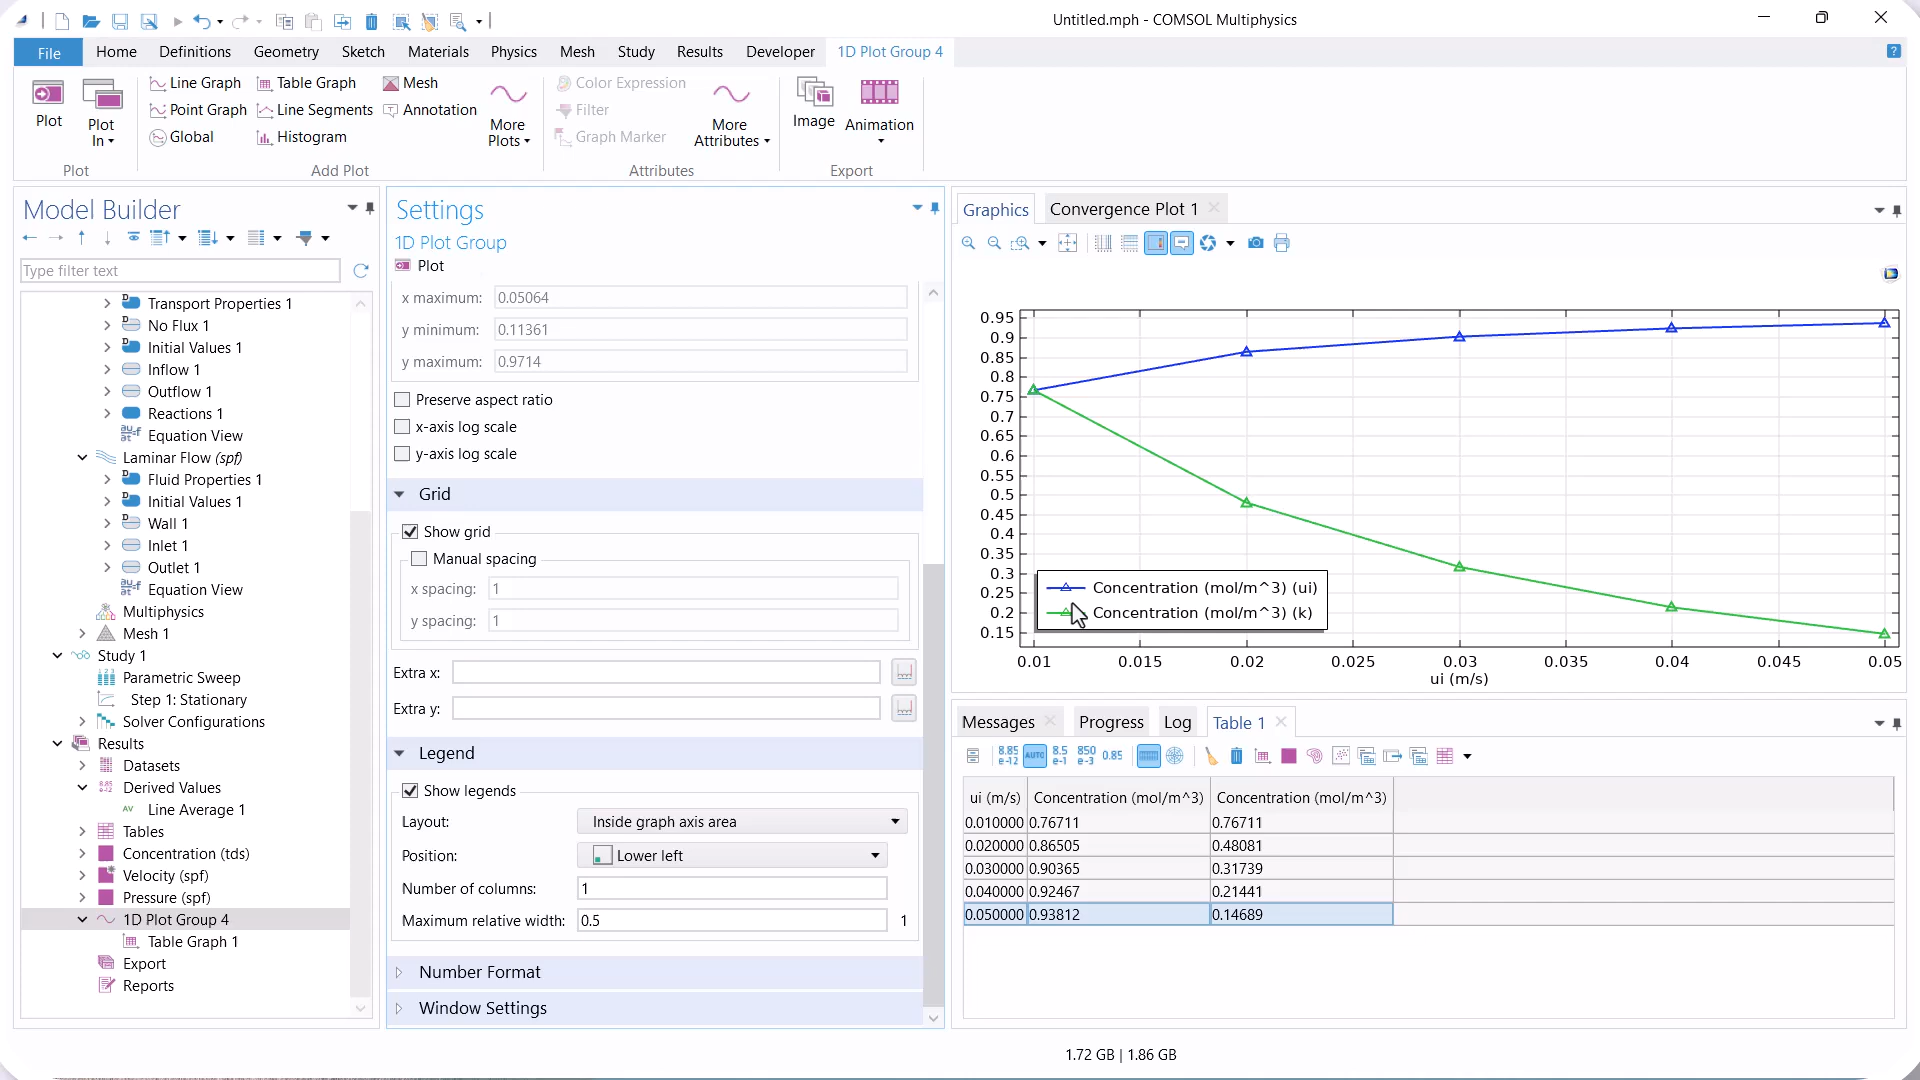 Untitled.mph - COMSOL Multiphysics
File Home Definitions Geometry Sketch Materials Physics Mesh Study Results Developer 1D Plot Group 4
Plot
Plot In
Line Graph
Point Graph
Global
Table Graph
Line Segments
Histogram
Mesh
Annotation
More Plots
Color Expression
Filter
Graph Marker
More Attributes
Image
Animation
Plot
Add Plot
Attributes
Export
Model Builder
Type filter text
Transport Properties 1
No Flux 1
Initial Values 1
Inflow 1
Outflow 1
Reactions 1
Equation View
Laminar Flow (spf)
Fluid Properties 1
Initial Values 1
Wall 1
Inlet 1
Outlet 1
Equation View
Multiphysics
Mesh 1
Study 1
Parametric Sweep
Step 1: Stationary
Solver Configurations
Results
Datasets
Derived Values
Line Average 1
Tables
Concentration (tds)
Velocity (spf)
Pressure (spf)
1D Plot Group 4
Table Graph 1
Export
Reports
Settings
1D Plot Group
Plot
x maximum: 0.05064
y minimum: 0.11361
y maximum: 0.9714
Preserve aspect ratio
x-axis log scale
y-axis log scale
Grid
Show grid
Manual spacing
x spacing: 1
y spacing: 1
Extra x:
Extra y:
Legend
Show legends
Layout: Inside graph axis area
Position: Lower left
Number of columns: 1
Maximum relative width: 0.5 1
Number Format
Window Settings
Graphics Convergence Plot 1
0.95
0.9
0.85
0.8
0.75
0.7
0.65
0.6
0.55
0.5
0.45
0.4
0.35
0.3
0.25
0.2
0.15
Concentration (mol/m^3) (ui)
Concentration (mol/m^3) (k)
0.01 0.015 0.02 0.025 0.03 0.035 0.04 0.045 0.05
ui (m/s)
Messages Progress Log Table 1
8.85 e-12 AUTO 8.5 e-1 850 e-3 0.85
ui (m/s) Concentration (mol/m^3) Concentration (mol/m^3)
0.010000 0.76711 0.76711
0.020000 0.86505 0.48081
0.030000 0.90365 0.31739
0.040000 0.92467 0.21441
0.050000 0.93812 0.14689
1.72 GB | 1.86 GB